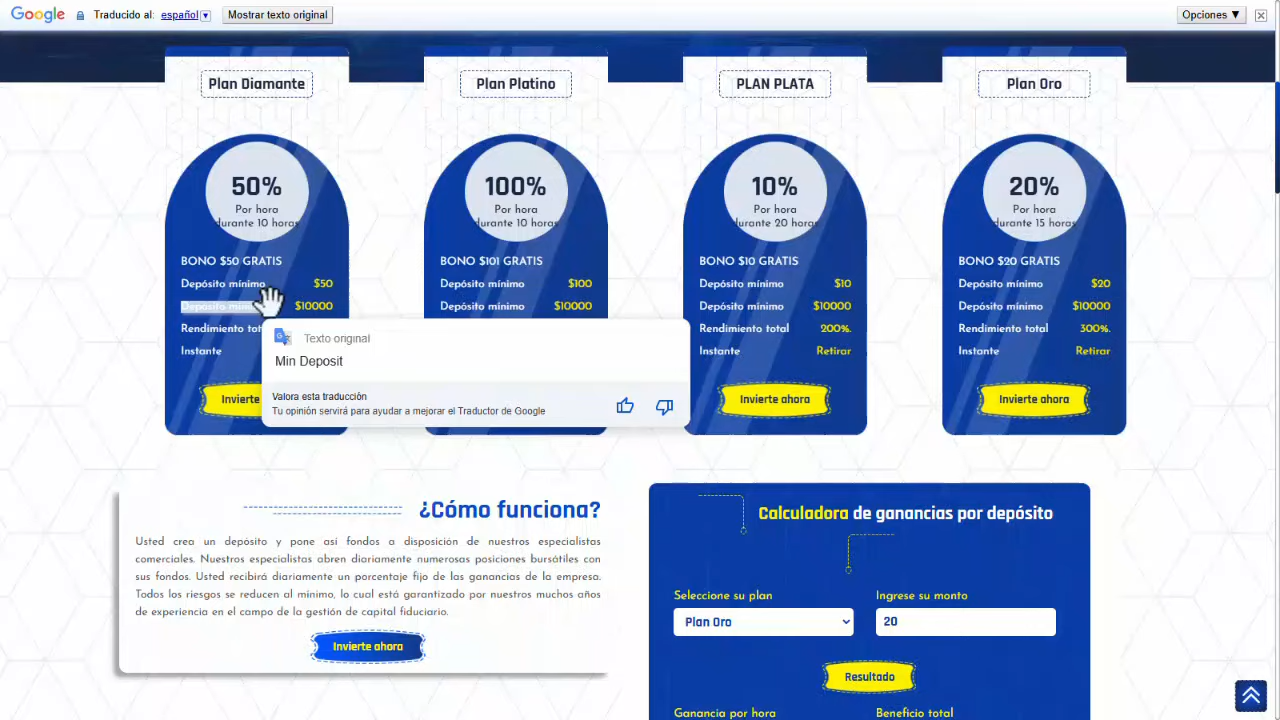 Google Traducido al: español Mostrar texto original Opciones ▼
Plan Diamante
50%
Por hora
durante 10 horas
BONO $50 GRATIS
Depósito mínimo $50
Depósito mínimo $10000
Rendimiento tot
Instante
Invierte
Plan Platino
100%
Por hora
durante 10 horas
BONO $101 GRATIS
Depósito mínimo $100
Depósito mínimo $10000
PLAN PLATA
10%
Por hora
durante 20 horas
BONO $10 GRATIS
Depósito mínimo $10
Depósito mínimo $10000
Rendimiento total 200%.
Instante Retirar
Invierte ahora
Plan Oro
20%
Por hora
durante 15 horas
BONO $20 GRATIS
Depósito mínimo $20
Depósito mínimo $10000
Rendimiento total 300%.
Instante Retirar
Invierte ahora
Texto original
Min Deposit
Valora esta traducción
Tu opinión servirá para ayudar a mejorar el Traductor de Google
¿Cómo funciona?
Usted crea un depósito y pone así fondos a disposición de nuestros especialistas
comerciales. Nuestros especialistas abren diariamente numerosas posiciones bursátiles con
sus fondos. Usted recibirá diariamente un porcentaje fijo de las ganancias de la empresa.
Todos los riesgos se reducen al mínimo, lo cual está garantizado por nuestros muchos años
de experiencia en el campo de la gestión de capital fiduciario.
Invierte ahora
Calculadora de ganancias por depósito
Seleccione su plan Ingrese su monto
Plan Oro 20
Resultado
Ganancia por hora Beneficio total